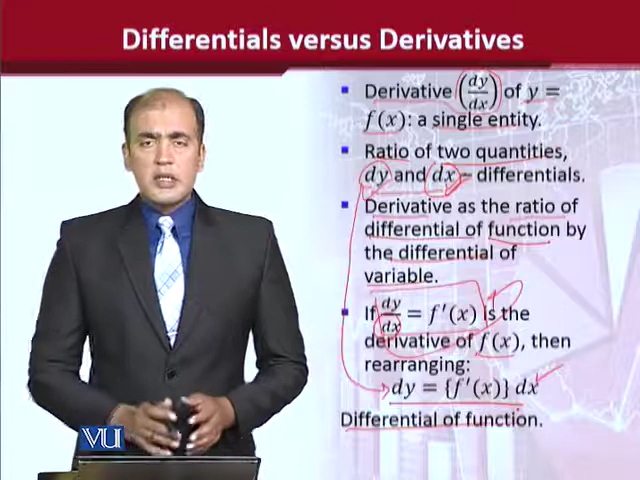 Differentials versus Derivatives
▪ Derivative (dy/dx) of y =
f(x): a single entity.
▪ Ratio of two quantities,
dy and dx – differentials.
▪ Derivative as the ratio of
differential of function by
the differential of
variable.
▪ If dy/dx = f'(x) is the
derivative of f(x), then
rearranging:
dy = {f'(x)} dx
Differential of function.
VU